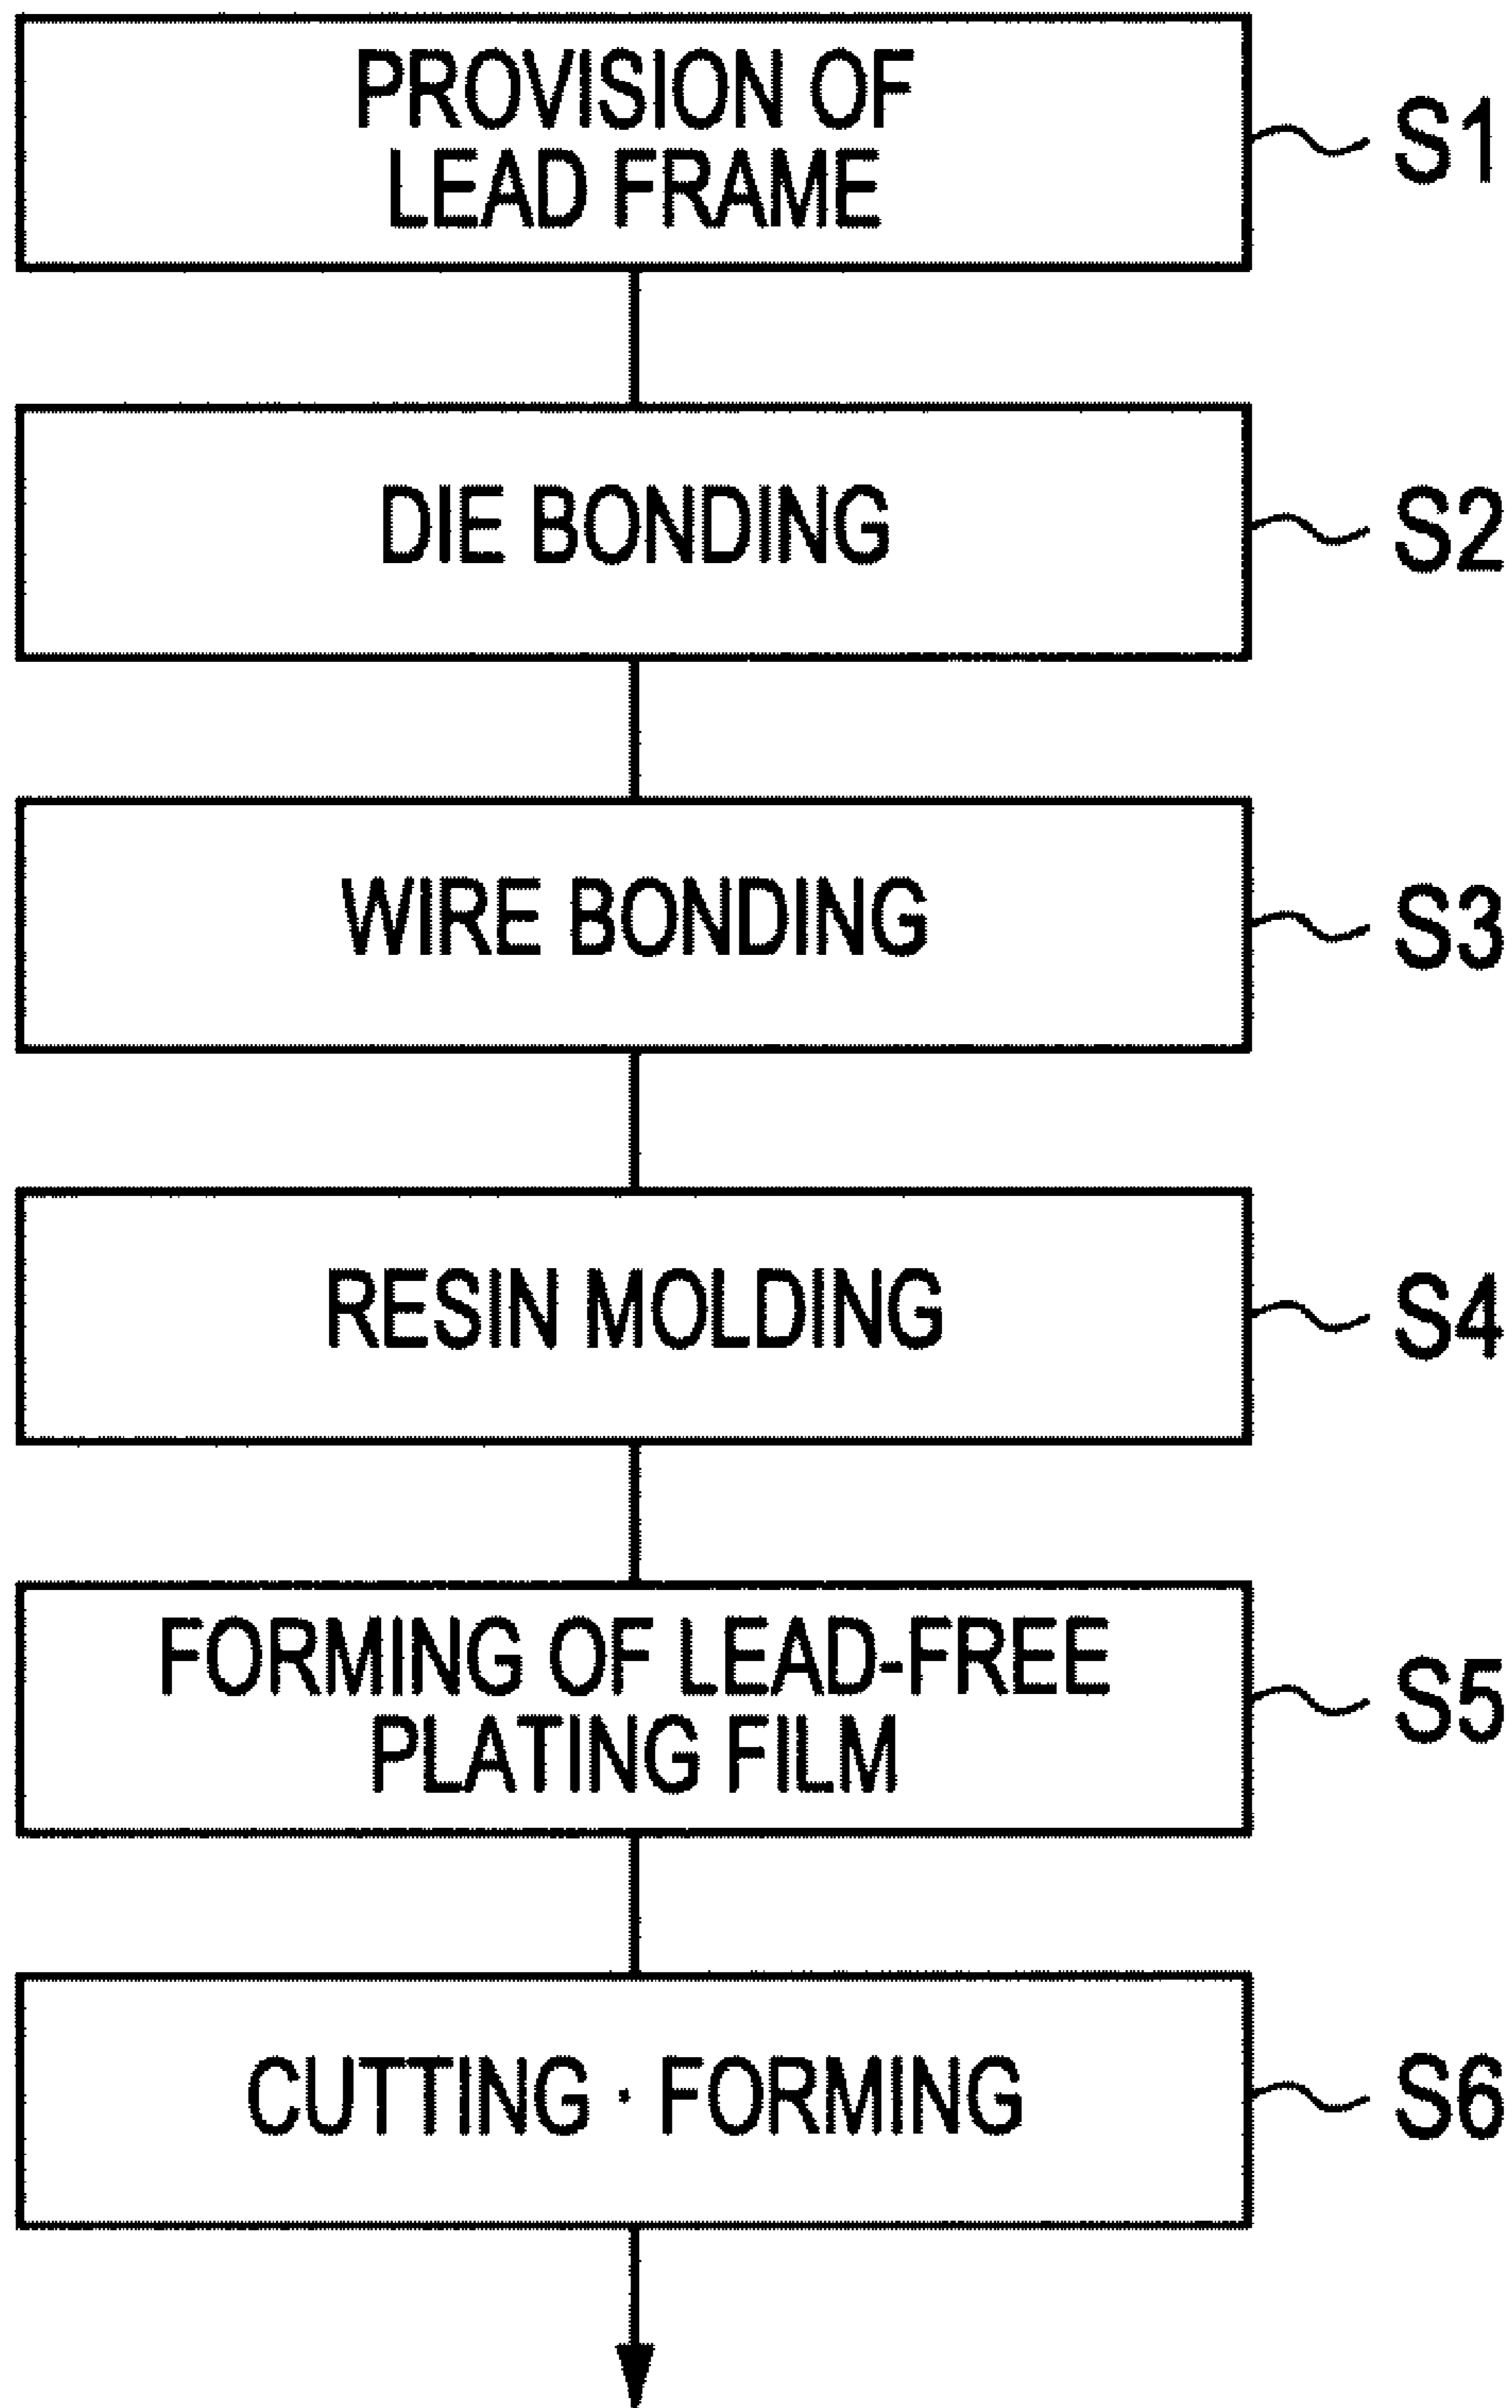 PROVISION OF
LEAD FRAME
S1
DIE BONDING
S2
WIRE BONDING
S3
RESIN MOLDING
S4
FORMING OF LEAD-FREE
PLATING FILM
S5
CUTTING · FORMING
S6